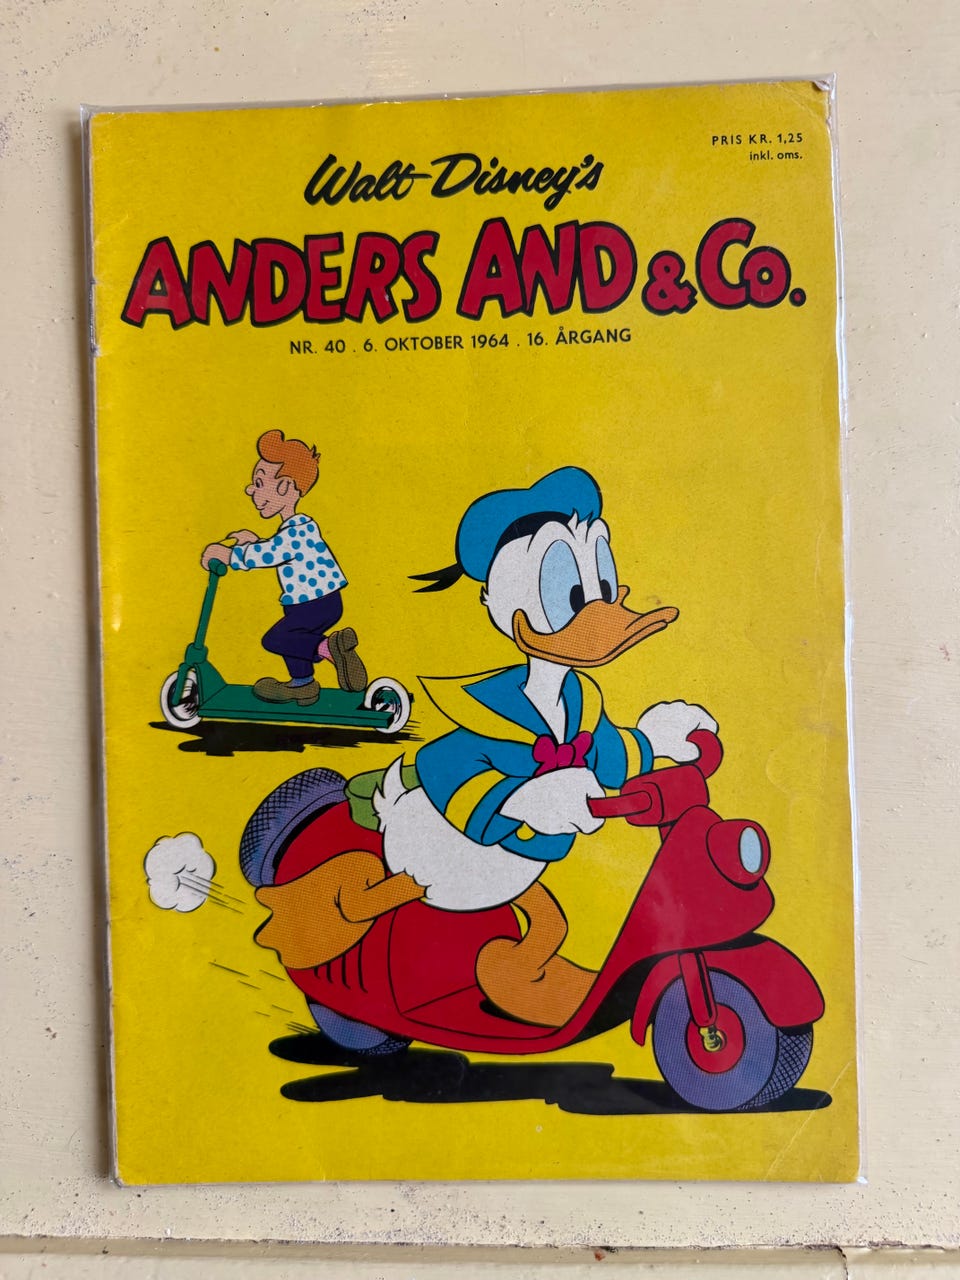 PRIS KR. 1,25
inkl. oms.
Walt Disney's
ANDERS AND & Co.
NR. 40 . 6. OKTOBER 1964 . 16. ÅRGANG